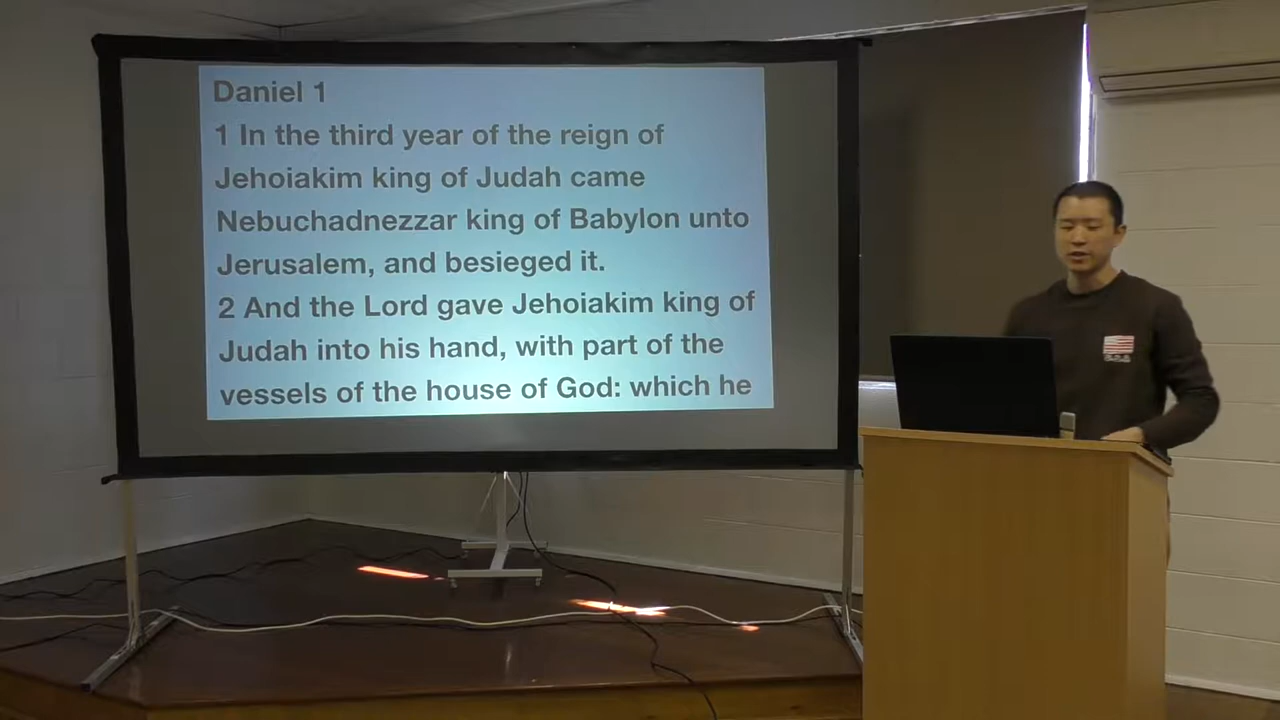 Daniel 1
1 In the third year of the reign of
Jehoiakim king of Judah came
Nebuchadnezzar king of Babylon unto
Jerusalem, and besieged it.
2 And the Lord gave Jehoiakim king of
Judah into his hand, with part of the
vessels of the house of God: which he